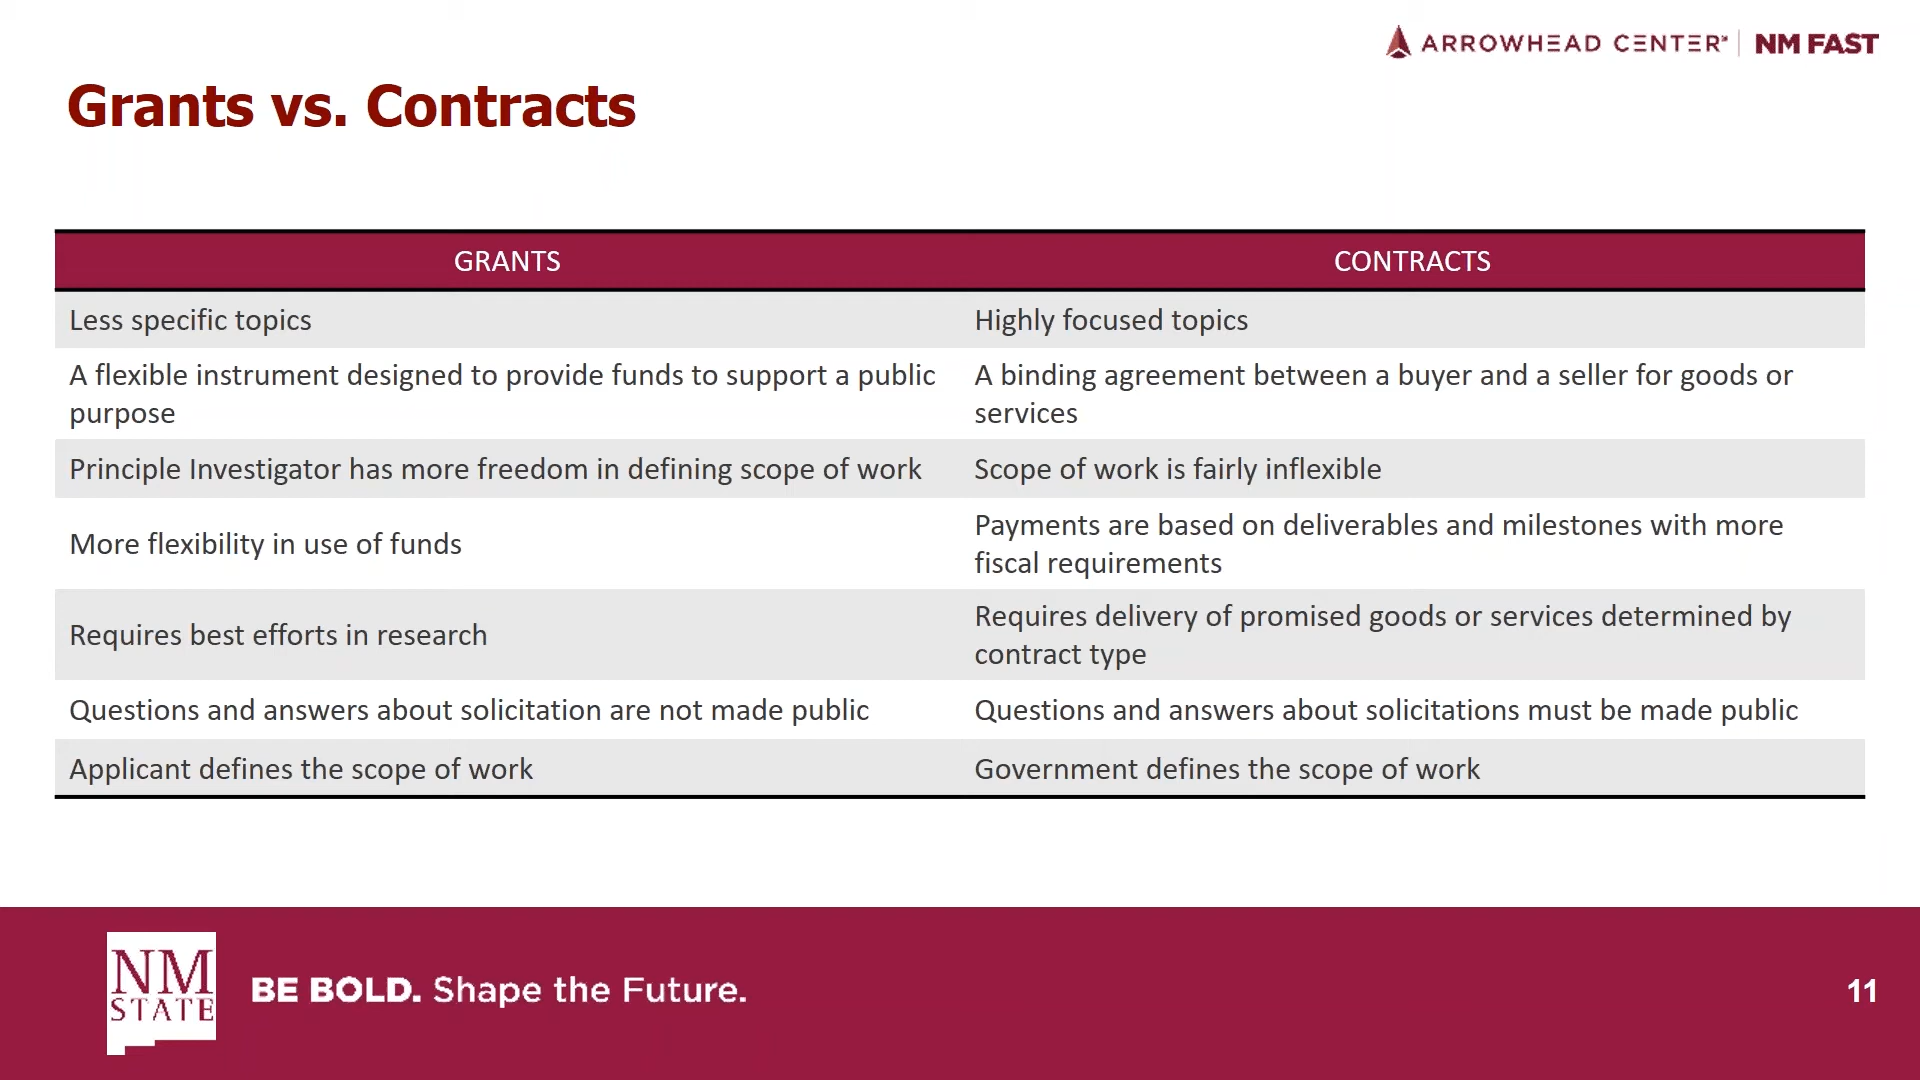 ARROWHEAD CENTER | NM FAST
Grants vs. Contracts
GRANTS
CONTRACTS
Less specific topics
Highly focused topics
A flexible instrument designed to provide funds to support a public
purpose
A binding agreement between a buyer and a seller for goods or
services
Principle Investigator has more freedom in defining scope of work
Scope of work is fairly inflexible
More flexibility in use of funds
Payments are based on deliverables and milestones with more
fiscal requirements
Requires best efforts in research
Requires delivery of promised goods or services determined by
contract type
Questions and answers about solicitation are not made public
Questions and answers about solicitations must be made public
Applicant defines the scope of work
Government defines the scope of work
NM
STATE
BE BOLD. Shape the Future.
11